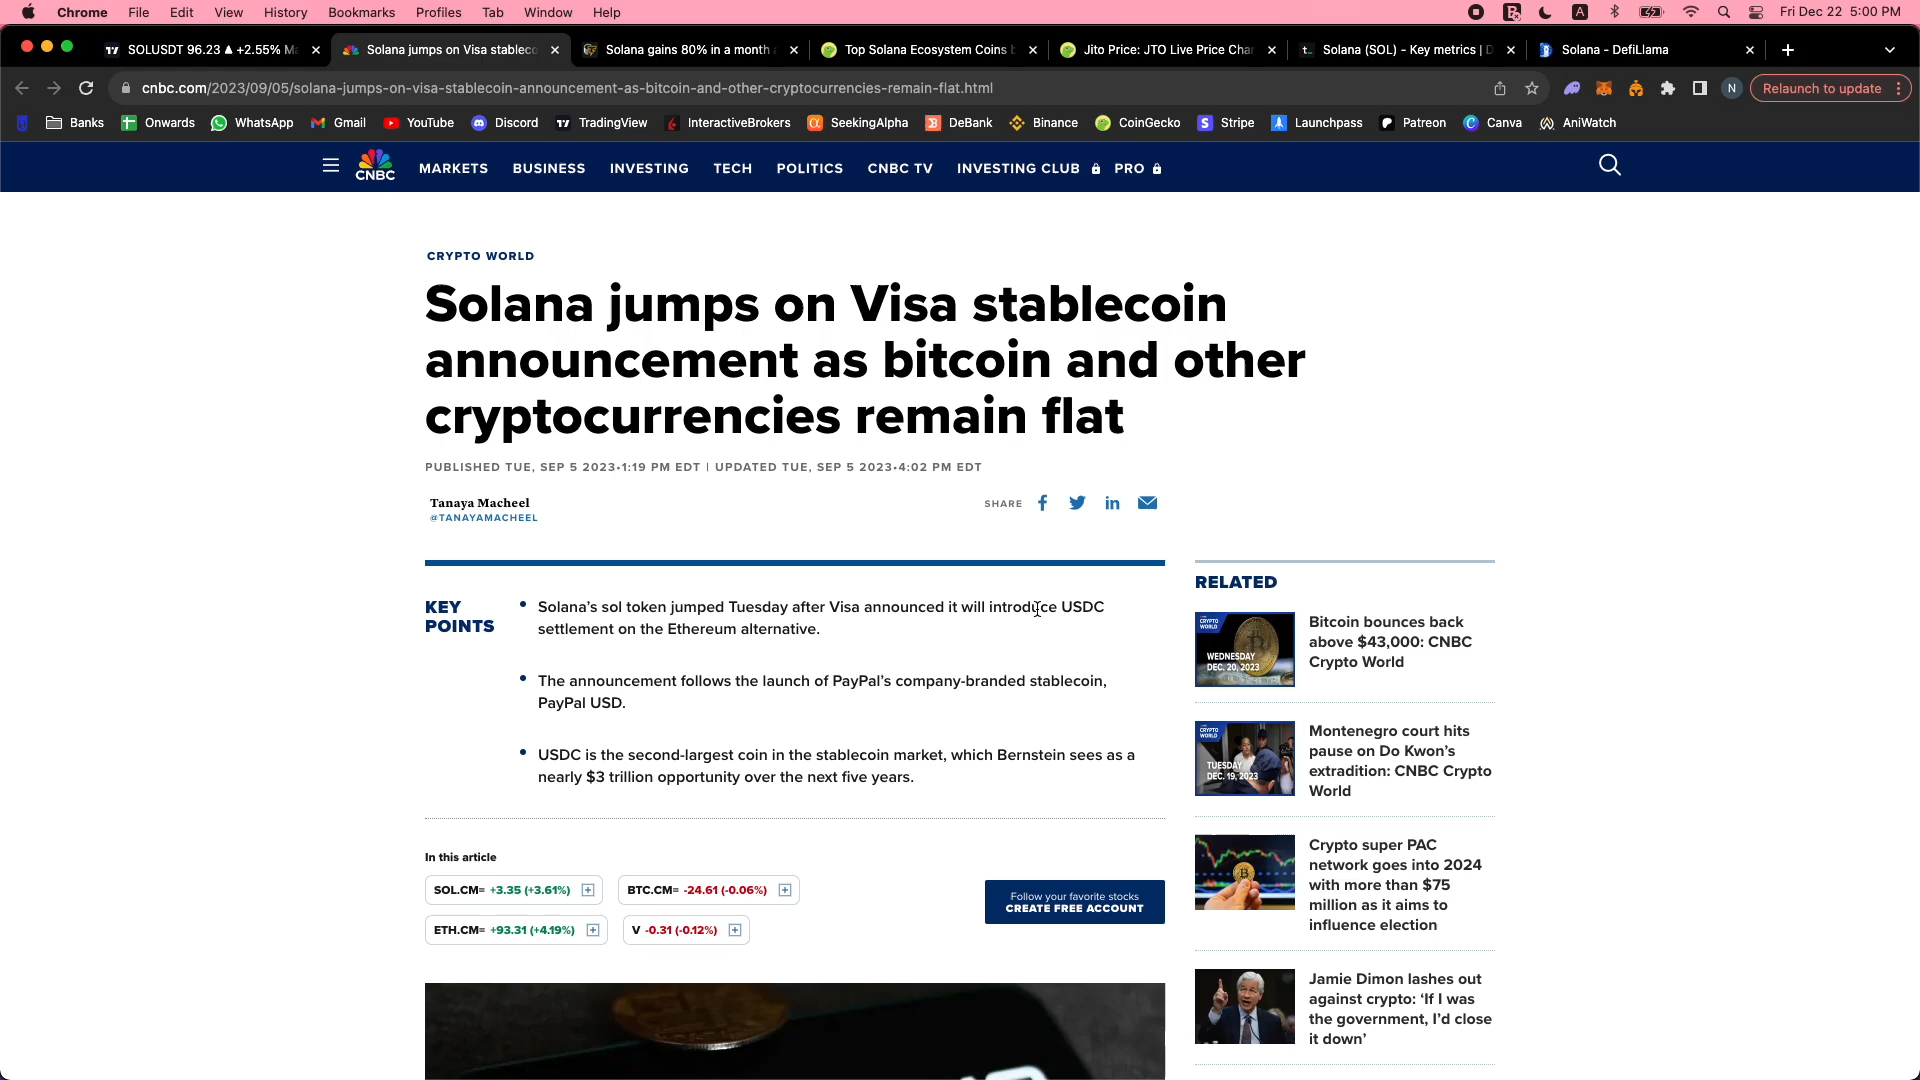 Chrome File Edit View History Bookmarks Profiles Tab Window Help Fri Dec 22 5:00 PM
SOLUSDT 96.23 ▲ +2.55% Solana jumps on Visa stableco Solana gains 80% in a month Top Solana Ecosystem Coins Jito Price: JTO Live Price Char Solana (SOL) - Key metrics | D Solana - DefiLlama
cnbc.com/2023/09/05/solana-jumps-on-visa-stablecoin-announcement-as-bitcoin-and-other-cryptocurrencies-remain-flat.html N Relaunch to update
Banks Onwards WhatsApp Gmail YouTube Discord TradingView InteractiveBrokers SeekingAlpha DeBank Binance CoinGecko Stripe Launchpass Patreon Canva AniWatch
CNBC MARKETS BUSINESS INVESTING TECH POLITICS CNBC TV INVESTING CLUB PRO
CRYPTO WORLD
Solana jumps on Visa stablecoin
announcement as bitcoin and other
cryptocurrencies remain flat
PUBLISHED TUE, SEP 5 2023•1:19 PM EDT | UPDATED TUE, SEP 5 2023•4:02 PM EDT
Tanaya Macheel
@TANAYAMACHEEL
SHARE
KEY
POINTS
• Solana’s sol token jumped Tuesday after Visa announced it will introduce USDC
settlement on the Ethereum alternative.
• The announcement follows the launch of PayPal’s company-branded stablecoin,
PayPal USD.
• USDC is the second-largest coin in the stablecoin market, which Bernstein sees as a
nearly $3 trillion opportunity over the next five years.
In this article
SOL.CM= +3.35 (+3.61%) BTC.CM= -24.61 (-0.06%)
ETH.CM= +93.31 (+4.19%) V -0.31 (-0.12%)
Follow your favorite stocks
CREATE FREE ACCOUNT
RELATED
CRYPTO
WORLD
WEDNESDAY
DEC. 20, 2023
Bitcoin bounces back
above $43,000: CNBC
Crypto World
CRYPTO
WORLD
TUESDAY
DEC. 19, 2023
Montenegro court hits
pause on Do Kwon’s
extradition: CNBC Crypto
World
Crypto super PAC
network goes into 2024
with more than $75
million as it aims to
influence election
Jamie Dimon lashes out
against crypto: ‘If I was
the government, I’d close
it down’